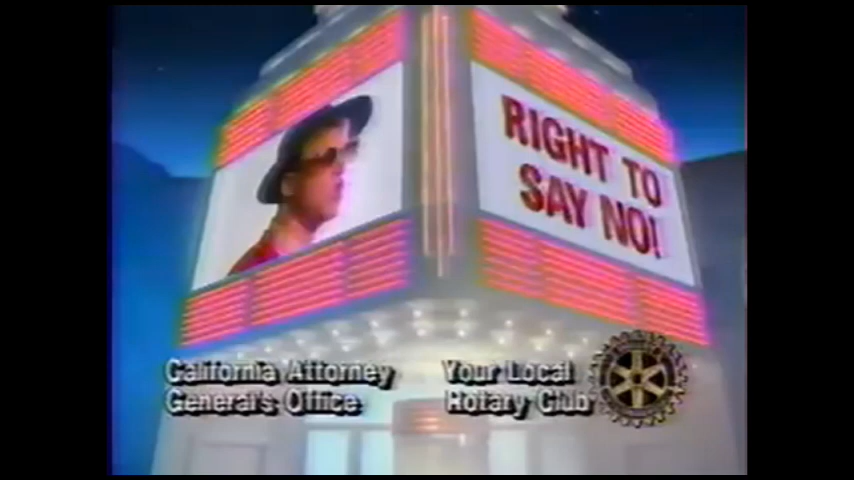 RIGHT TO
SAY NO!
California Attorney
General's Office
Your Local
Rotary Club